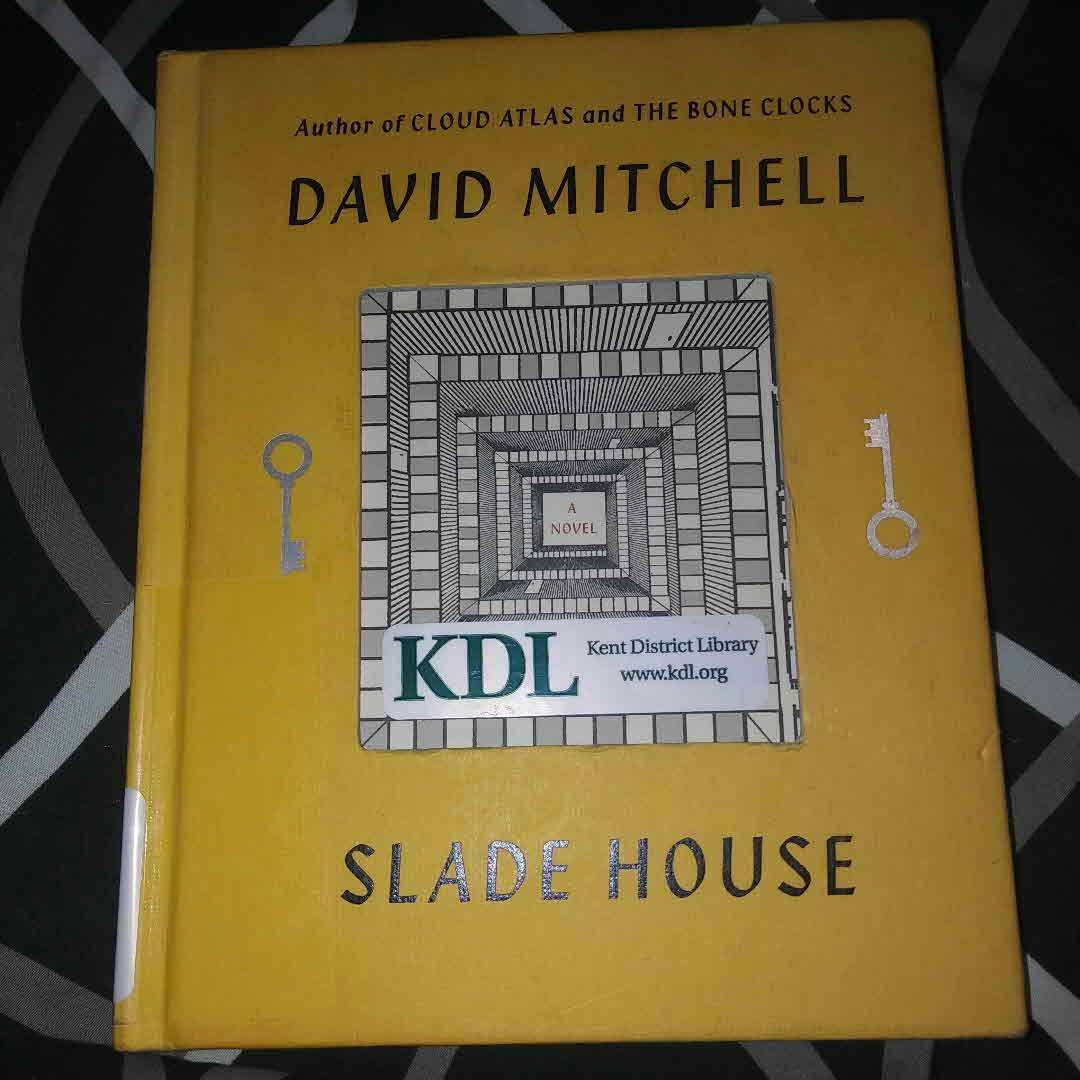 Author of CLOUD ATLAS and THE BONE CLOCKS
DAVID MITCHELL
A
NOVEL
KDL
Kent District Library
www.kdl.org
SLADE HOUSE